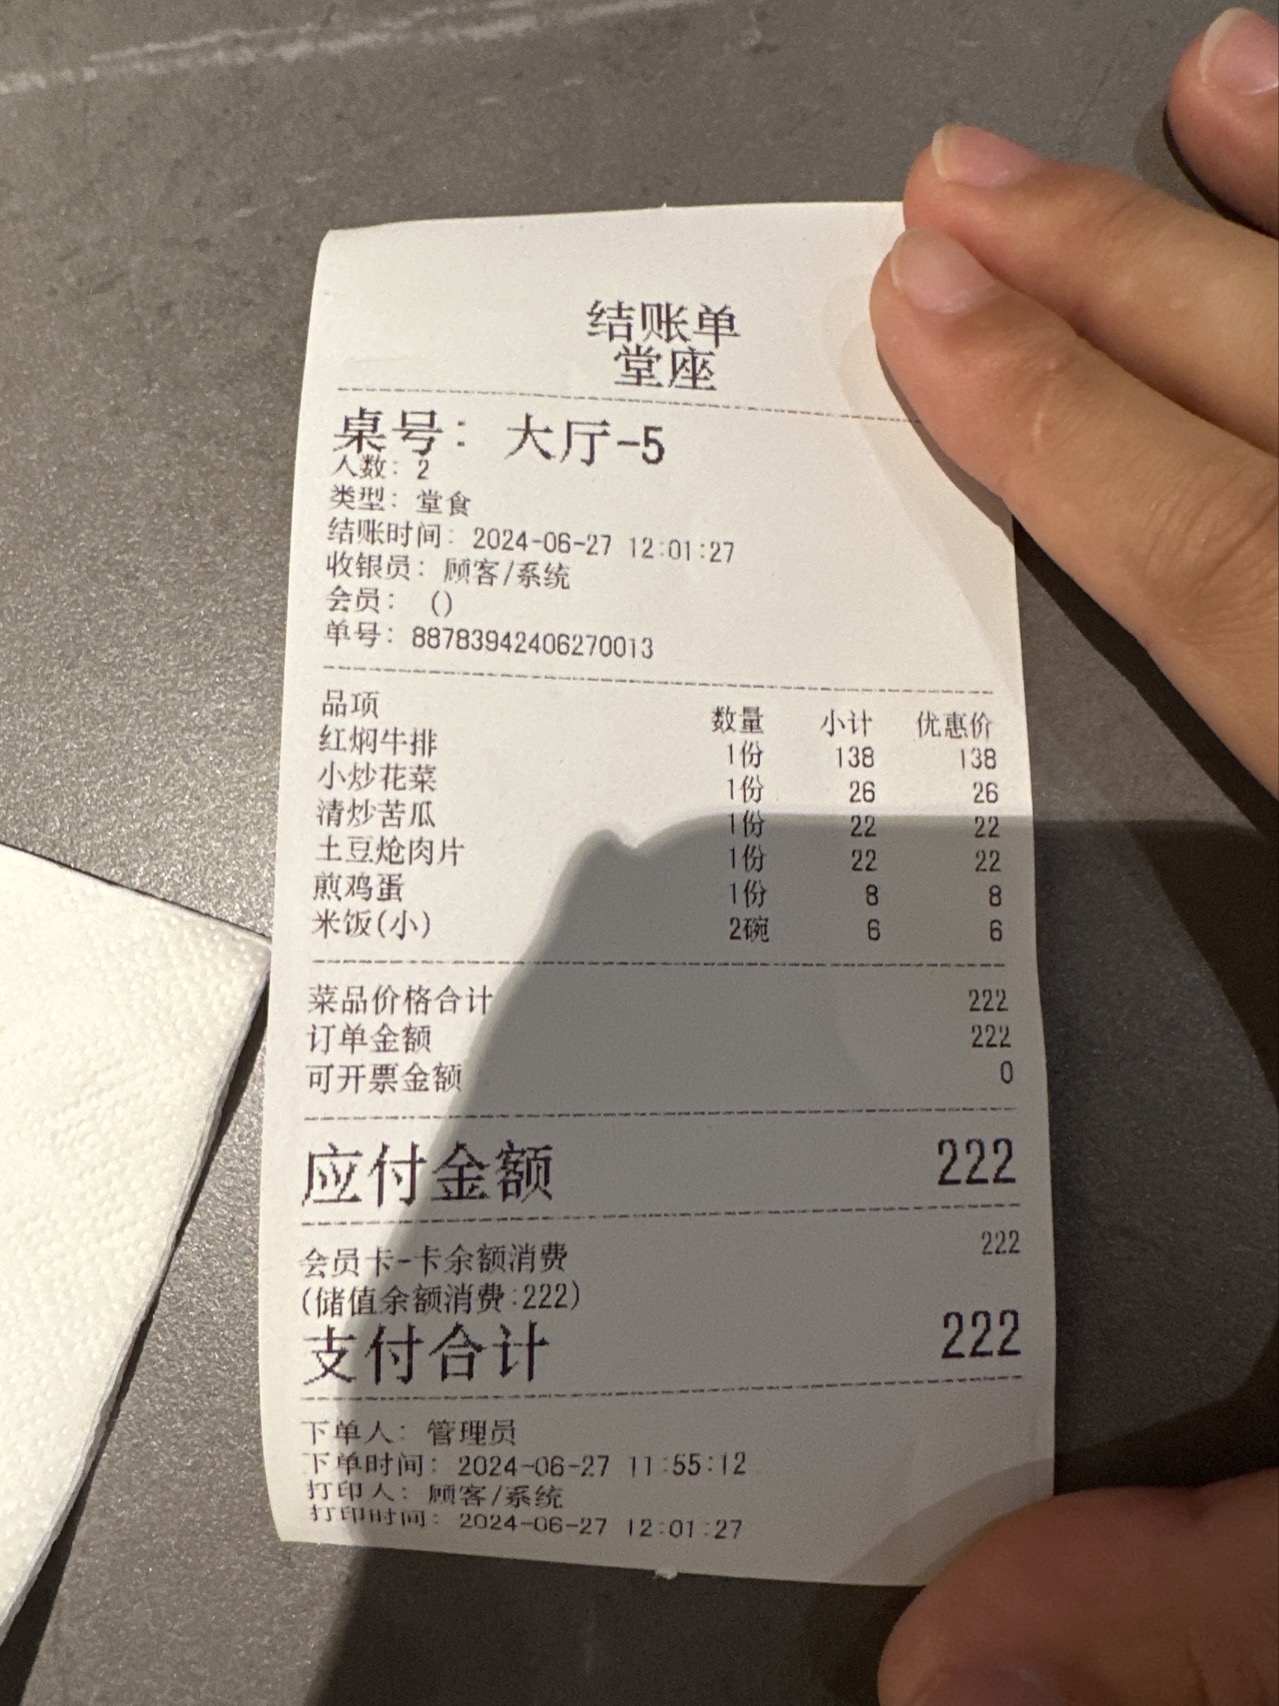 结账单
堂座
桌号： 大厅-5
人数：2
类型：堂食
结账时间：2024-06-27 12:01:27
收银员：顾客/系统
会员： ()
单号：88783942406270013
品项 数量 小计 优惠价
红焖牛排 1份 138 138
小炒花菜 1份 26 26
清炒苦瓜 1份 22 22
土豆炝肉片 1份 22 22
煎鸡蛋 1份 8 8
米饭(小) 2碗 6 6
菜品价格合计 222
订单金额 222
可开票金额 0
应付金额 222
会员卡-卡余额消费 222
(储值余额消费:222)
支付合计 222
下单人：管理员
下单时间：2024-06-27 11:55:12
打印人：顾客/系统
打印时间：2024-06-27 12:01:27